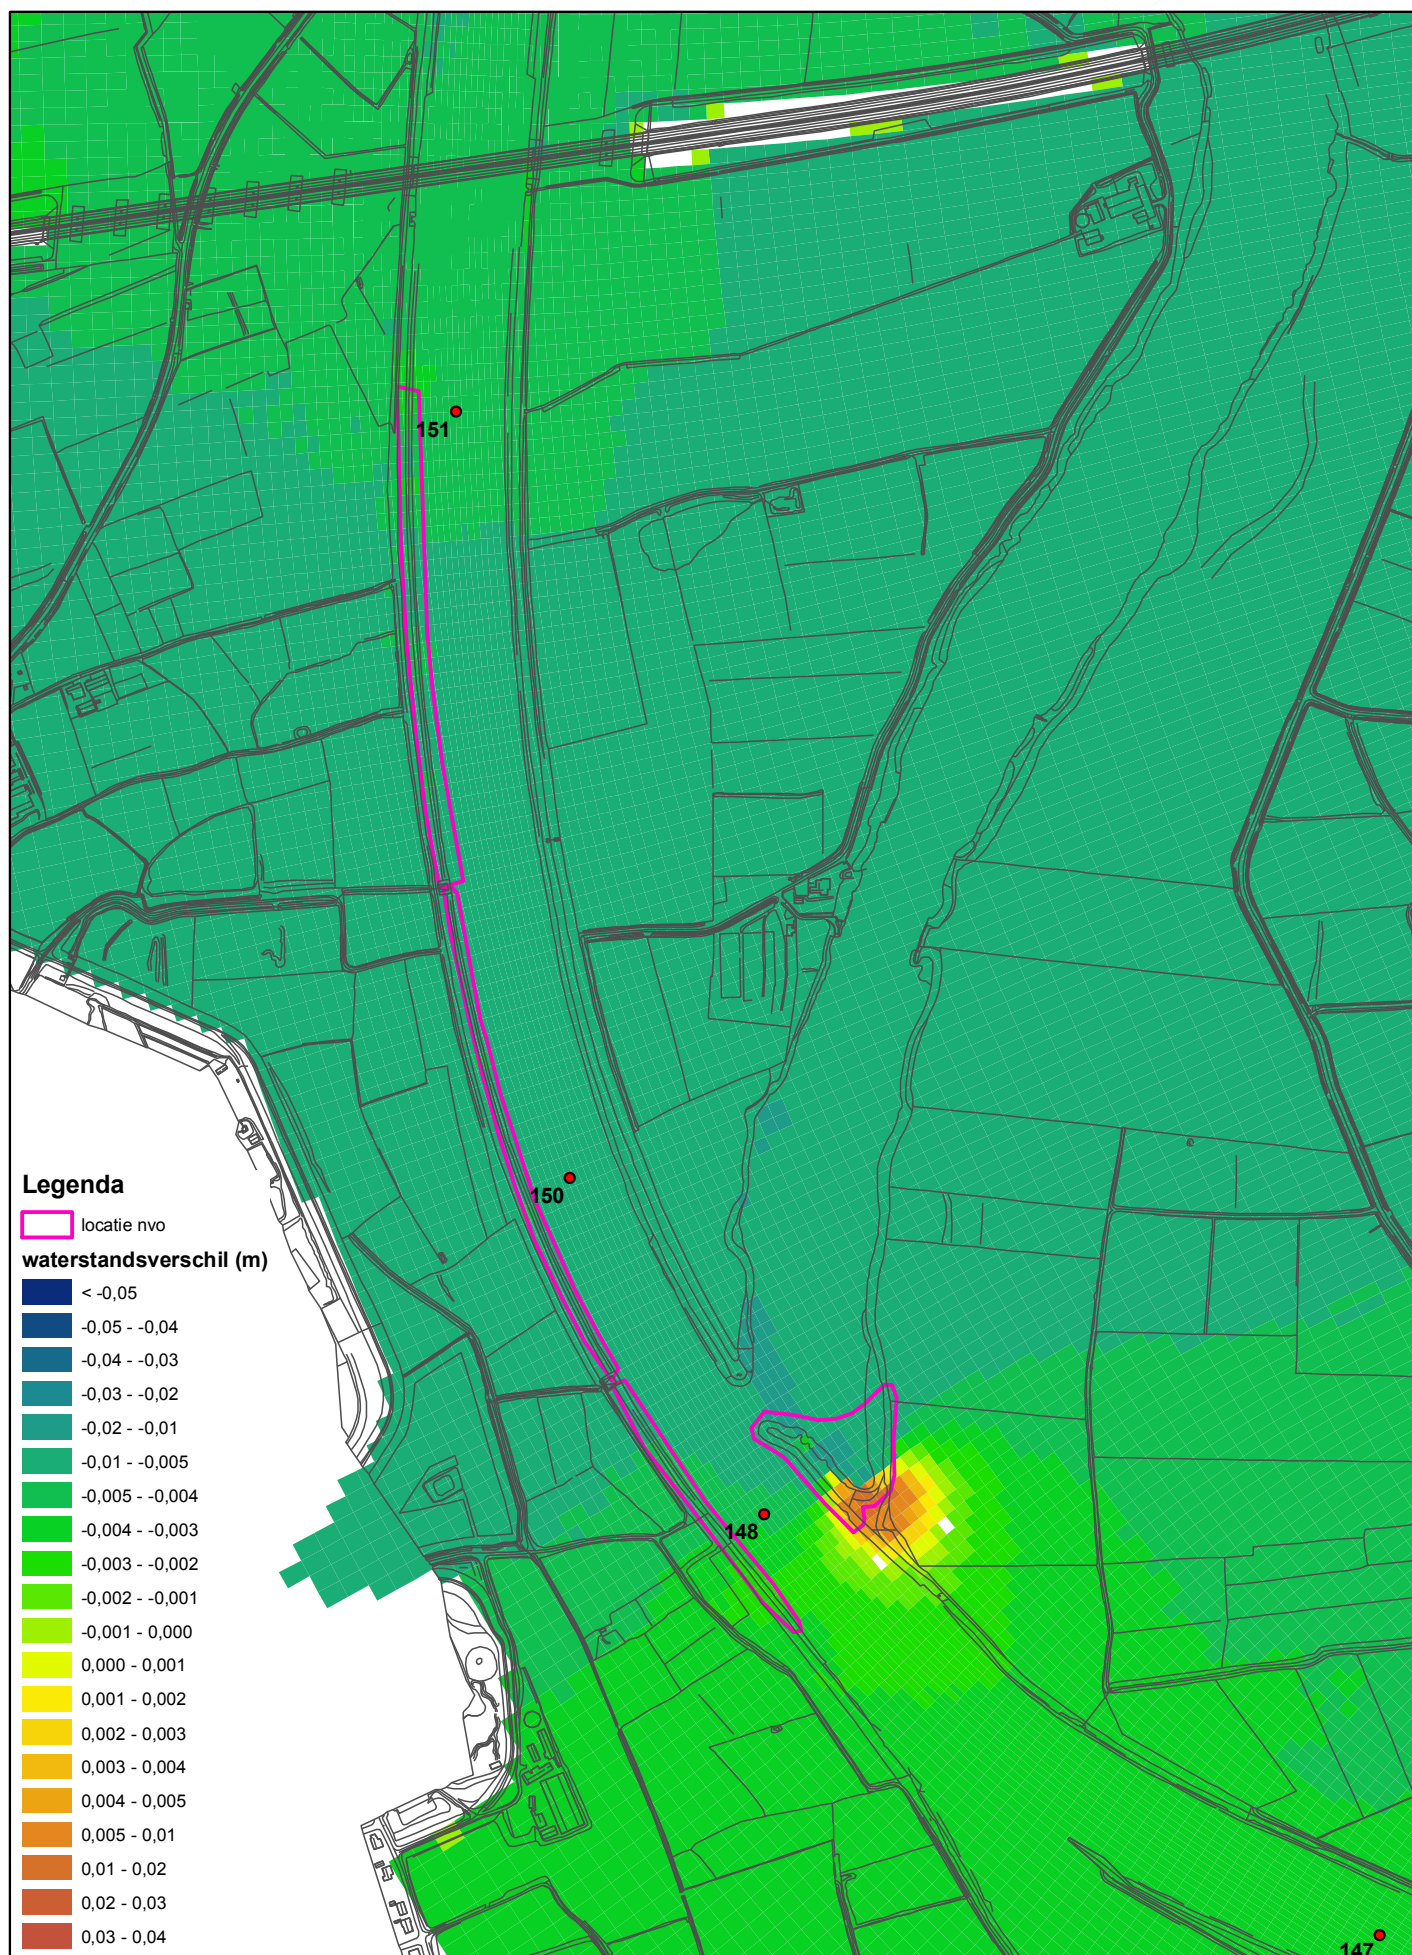 151
150
148
147
Legenda
locatie nvo
waterstandsverschil (m)
< -0,05
-0,05 - -0,04
-0,04 - -0,03
-0,03 - -0,02
-0,02 - -0,01
-0,01 - -0,005
-0,005 - -0,004
-0,004 - -0,003
-0,003 - -0,002
-0,002 - -0,001
-0,001 - 0,000
0,000 - 0,001
0,001 - 0,002
0,002 - 0,003
0,003 - 0,004
0,004 - 0,005
0,005 - 0,01
0,01 - 0,02
0,02 - 0,03
0,03 - 0,04